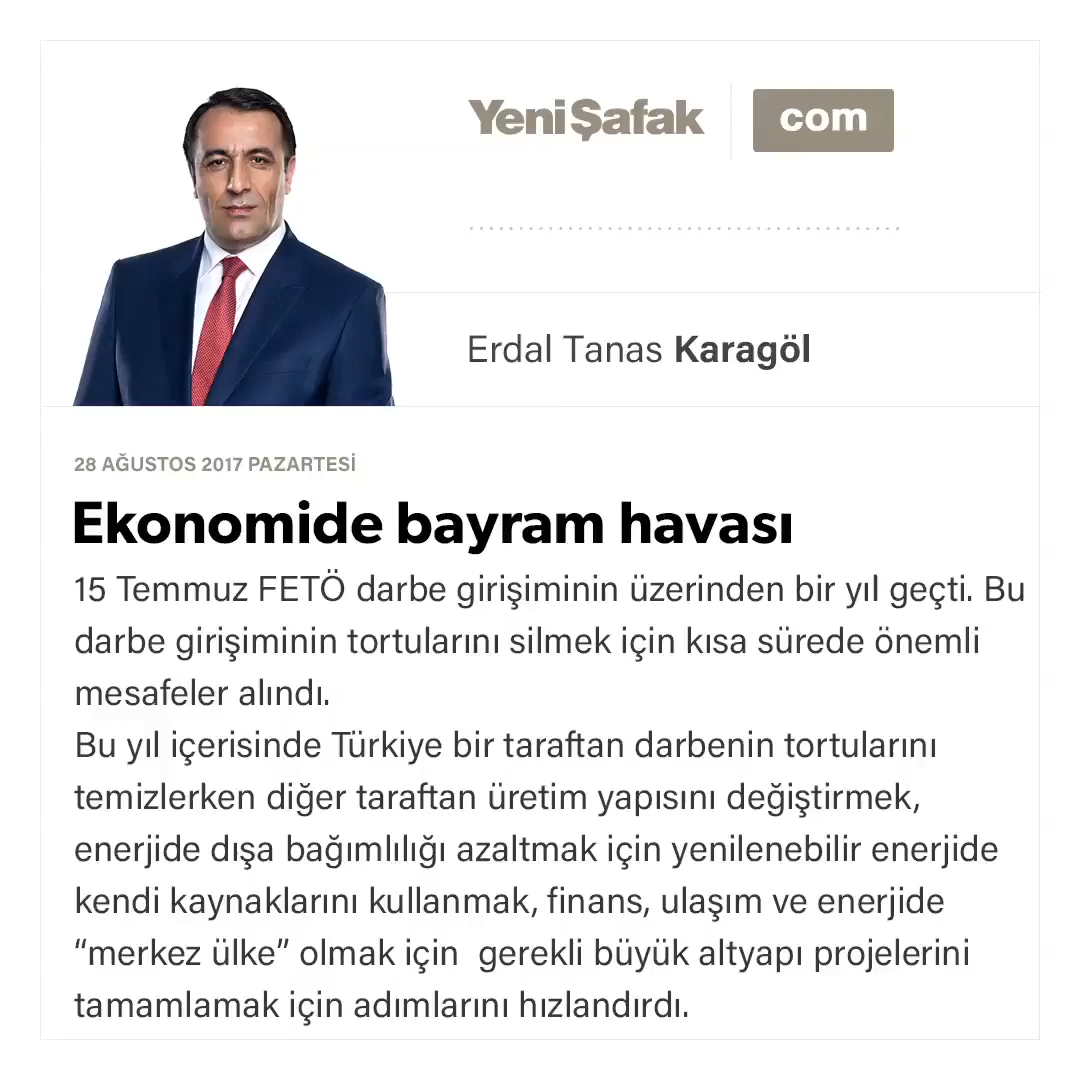 YeniŞafak com
Erdal Tanas Karagöl
28 AĞUSTOS 2017 PAZARTESİ
Ekonomide bayram havası
15 Temmuz FETÖ darbe girişiminin üzerinden bir yıl geçti. Bu
darbe girişiminin tortularını silmek için kısa sürede önemli
mesafeler alındı.
Bu yıl içerisinde Türkiye bir taraftan darbenin tortularını
temizlerken diğer taraftan üretim yapısını değiştirmek,
enerjide dışa bağımlılığı azaltmak için yenilenebilir enerjide
kendi kaynaklarını kullanmak, finans, ulaşım ve enerjide
“merkez ülke” olmak için  gerekli büyük altyapı projelerini
tamamlamak için adımlarını hızlandırdı.